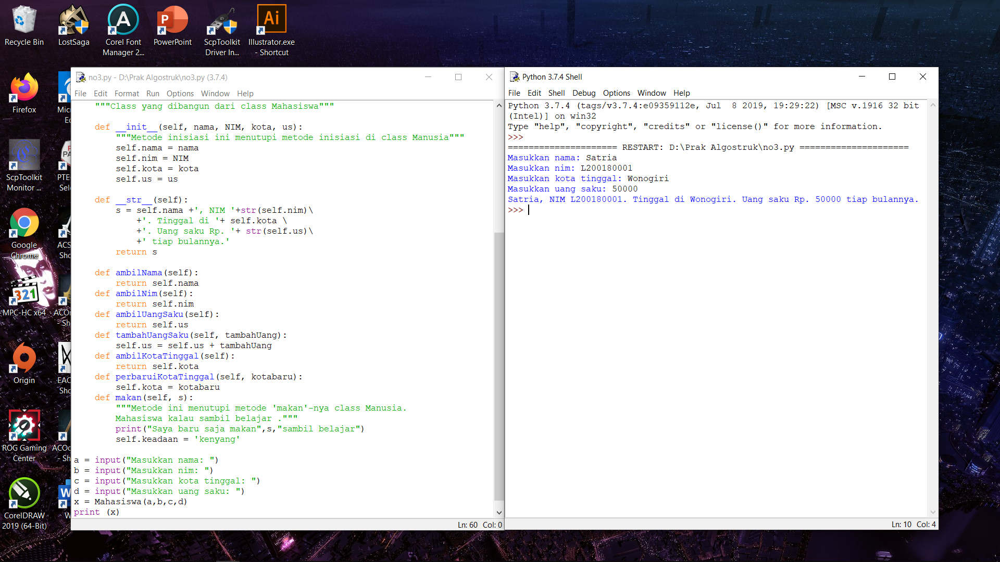 Recycle Bin
LostSaga
Corel Font
Manager 2...
PowerPoint
ScpToolkit
Driver In...
Illustrator.exe
- Shortcut
Firefox
ScpToolkit
Monitor ...
Google
Chrome
MPC-HC x64
Origin
ROG Gaming
Center
CorelDRAW
2019 (64-Bit)
no3.py - D:\Prak Algostruk\no3.py (3.7.4)
File Edit Format Run Options Window Help
    """Class yang dibangun dari class Mahasiswa"""
    def __init__(self, nama, NIM, kota, us):
        """Metode inisiasi ini menutupi metode inisiasi di class Manusia"""
        self.nama = nama
        self.nim = NIM
        self.kota = kota
        self.us = us
    def __str__(self):
        s = self.nama +', NIM '+str(self.nim)\
            +'. Tinggal di '+ self.kota \
            +'. Uang saku Rp. '+ str(self.us)\
            +' tiap bulannya.'
        return s
    def ambilNama(self):
        return self.nama
    def ambilNim(self):
        return self.nim
    def ambilUangSaku(self):
        return self.us
    def tambahUangSaku(self, tambahUang):
        self.us = self.us + tambahUang
    def ambilKotaTinggal(self):
        return self.kota
    def perbaruiKotaTinggal(self, kotabaru):
        self.kota = kotabaru
    def makan(self, s):
        """Metode ini menutupi metode 'makan'-nya class Manusia.
        Mahasiswa kalau sambil belajar ."""
        print("Saya baru saja makan",s,"sambil belajar")
        self.keadaan = 'kenyang'
a = input("Masukkan nama: ")
b = input("Masukkan nim: ")
c = input("Masukkan kota tinggal: ")
d = input("Masukkan uang saku: ")
x = Mahasiswa(a,b,c,d)
print (x)
Ln: 60 Col: 0
Python 3.7.4 Shell
File Edit Shell Debug Options Window Help
Python 3.7.4 (tags/v3.7.4:e09359112e, Jul  8 2019, 19:29:22) [MSC v.1916 32 bit
(Intel)] on win32
Type "help", "copyright", "credits" or "license()" for more information.
>>>
===================== RESTART: D:\Prak Algostruk\no3.py =====================
Masukkan nama: Satria
Masukkan nim: L200180001
Masukkan kota tinggal: Wonogiri
Masukkan uang saku: 50000
Satria, NIM L200180001. Tinggal di Wonogiri. Uang saku Rp. 50000 tiap bulannya.
>>>
Ln: 10 Col: 4